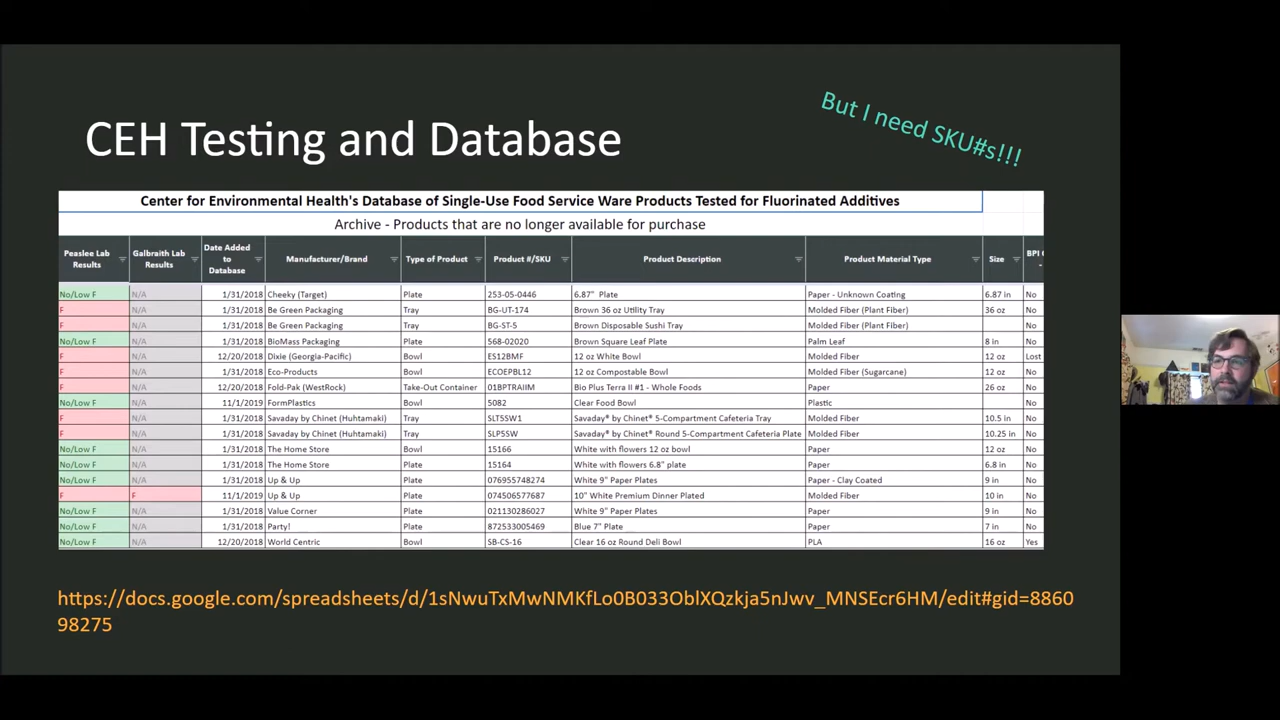 CEH Testing and Database
But I need SKU#s!!!
Center for Environmental Health's Database of Single-Use Food Service Ware Products Tested for Fluorinated Additives
Archive - Products that are no longer available for purchase
Peaslee Lab Results Galbraith Lab Results Date Added to Database Manufacturer/Brand Type of Product Product #/SKU Product Description Product Material Type Size BPI
No/Low F N/A 1/31/2018 Cheeky (Target) Plate 253-05-0446 6.87" Plate Paper - Unknown Coating 6.87 in No
F N/A 1/31/2018 Be Green Packaging Tray BG-UT-174 Brown 36 oz Utility Tray Molded Fiber (Plant Fiber) 36 oz No
F N/A 1/31/2018 Be Green Packaging Tray BG-ST-5 Brown Disposable Sushi Tray Molded Fiber (Plant Fiber) No
No/Low F N/A 1/31/2018 BioMass Packaging Plate 568-02020 Brown Square Leaf Plate Palm Leaf 8 in No
F N/A 12/20/2018 Dixie (Georgia-Pacific) Bowl ES12BMF 12 oz White Bowl Molded Fiber 12 oz Lost
F N/A 1/31/2018 Eco-Products Bowl ECOEPBL12 12 oz Compostable Bowl Molded Fiber (Sugarcane) 12 oz No
F N/A 12/20/2018 Fold-Pak (WestRock) Take-Out Container 01BPTRAIIM Bio Plus Terra II #1 - Whole Foods Paper 26 oz No
No/Low F N/A 11/1/2019 FormPlastics Bowl 5082 Clear Food Bowl Plastic No
F N/A 1/31/2018 Savaday by Chinet (Huhtamaki) Tray SLT5SW1 Savaday® by Chinet® 5-Compartment Cafeteria Tray Molded Fiber 10.5 in No
F N/A 1/31/2018 Savaday by Chinet (Huhtamaki) Tray SLP5SW Savaday® by Chinet® Round 5-Compartment Cafeteria Plate Molded Fiber 10.25 in No
No/Low F N/A 1/31/2018 The Home Store Bowl 15166 White with flowers 12 oz bowl Paper 12 oz No
No/Low F N/A 1/31/2018 The Home Store Plate 15164 White with flowers 6.8" plate Paper 6.8 in No
No/Low F N/A 1/31/2018 Up & Up Plate 076955748274 White 9" Paper Plates Paper - Clay Coated 9 in No
F F 11/1/2019 Up & Up Plate 074506577687 10" White Premium Dinner Plated Molded Fiber 10 in No
No/Low F N/A 1/31/2018 Value Corner Plate 021130286027 White 9" Paper Plates Paper 9 in No
No/Low F N/A 1/31/2018 Party! Plate 872533005469 Blue 7" Plate Paper 7 in No
No/Low F N/A 12/20/2018 World Centric Bowl SB-CS-16 Clear 16 oz Round Deli Bowl PLA 16 oz Yes
https://docs.google.com/spreadsheets/d/1sNwuTxMwNMKfLo0B033OblXQzkja5nJwv_MNSEcr6HM/edit#gid=8860
98275